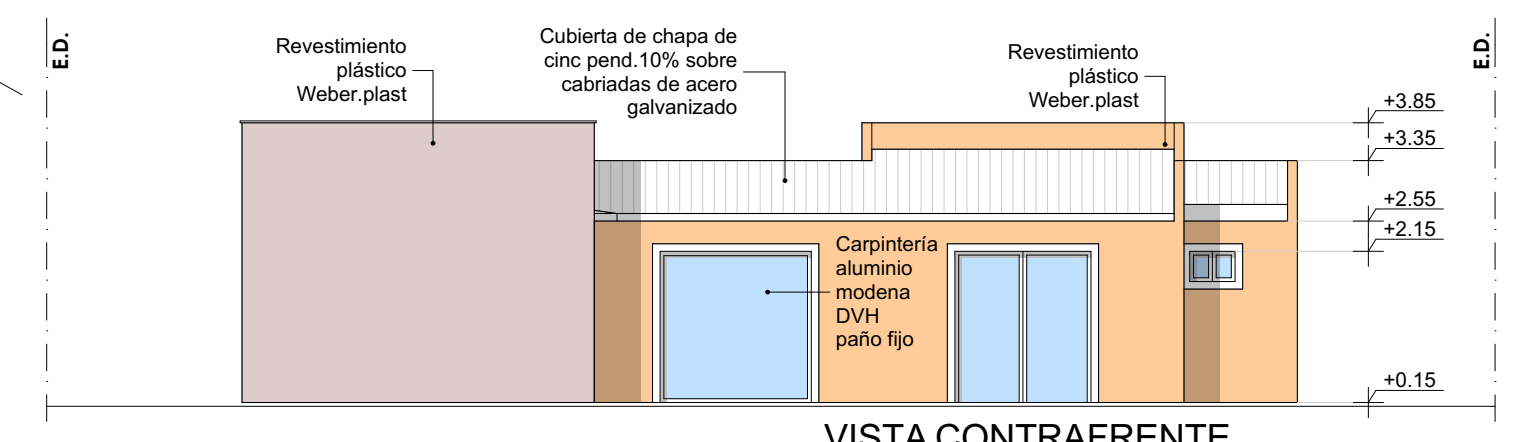 E.D.
Revestimiento
plástico
Weber.plast
Cubierta de chapa de
cinc pend.10% sobre
cabriadas de acero
galvanizado
Revestimiento
plástico
Weber.plast
E.D.
+3.85
+3.35
+2.55
+2.15
Carpintería
aluminio
modena
DVH
paño fijo
+0.15
VISTA CONTRAFRENTE